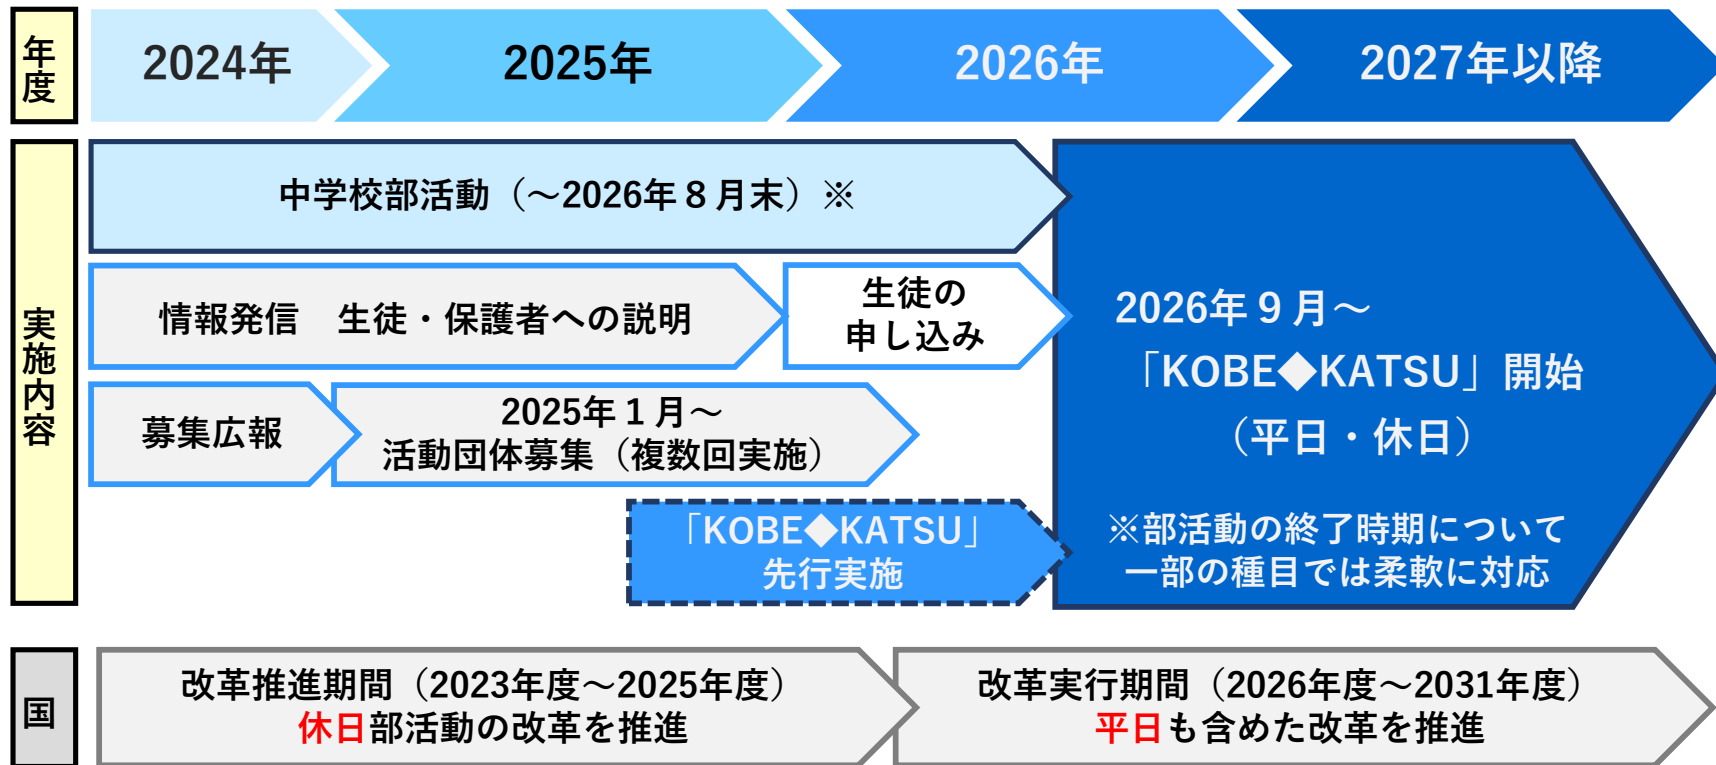 年度
2024年
2025年
2026年
2027年以降
実施内容
中学校部活動（～2026年８月末）※
情報発信　生徒・保護者への説明
生徒の
申し込み
募集広報
2025年１月～
活動団体募集（複数回実施）
「KOBE◆KATSU」
先行実施
2026年９月～
「KOBE◆KATSU」開始
（平日・休日）
※部活動の終了時期について
一部の種目では柔軟に対応
国
改革推進期間（2023年度～2025年度）
休日部活動の改革を推進
改革実行期間（2026年度～2031年度）
平日も含めた改革を推進